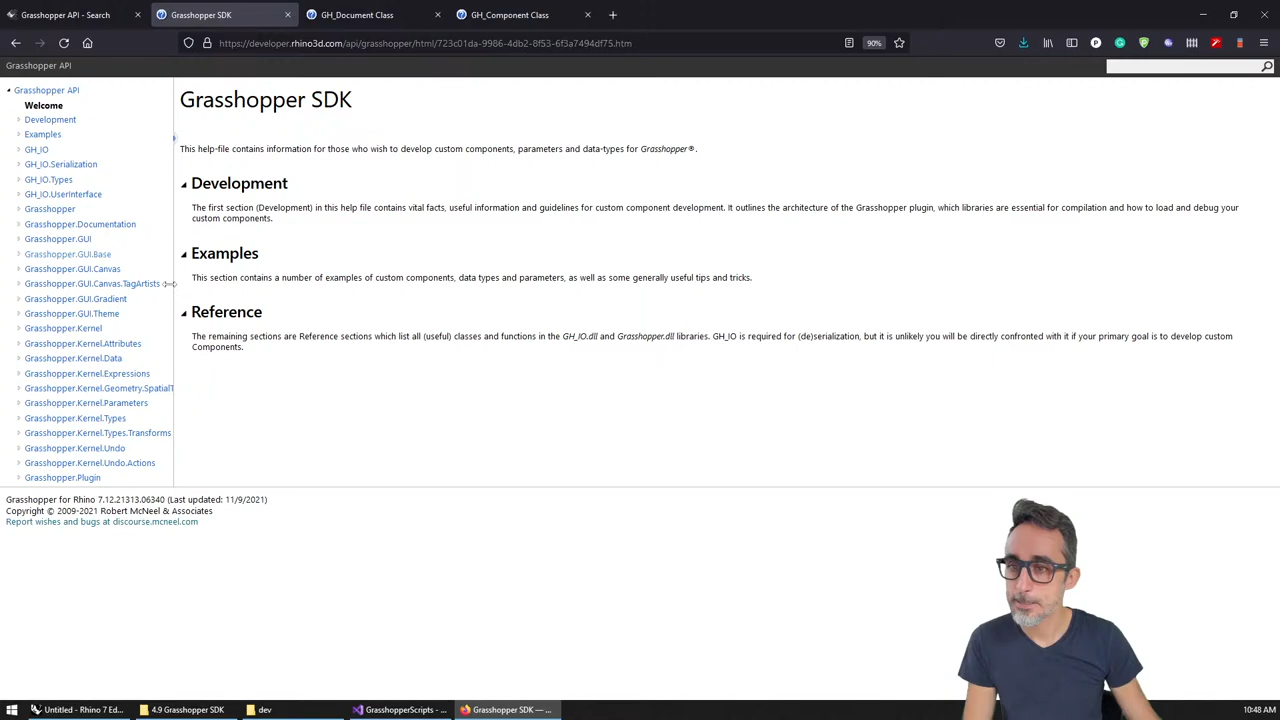 Grasshopper API - Search
Grasshopper SDK
GH_Document Class
GH_Component Class
https://developer.rhino3d.com/api/grasshopper/html/723c01da-9986-4db2-8f53-6f3a7494df75.htm
90%
Grasshopper API
Grasshopper API
Welcome
Development
Examples
GH_IO
GH_IO.Serialization
GH_IO.Types
GH_IO.UserInterface
Grasshopper
Grasshopper.Documentation
Grasshopper.GUI
Grasshopper.GUI.Base
Grasshopper.GUI.Canvas
Grasshopper.GUI.Canvas.TagArtists
Grasshopper.GUI.Gradient
Grasshopper.GUI.Theme
Grasshopper.Kernel
Grasshopper.Kernel.Attributes
Grasshopper.Kernel.Data
Grasshopper.Kernel.Expressions
Grasshopper.Kernel.Geometry.SpatialT
Grasshopper.Kernel.Parameters
Grasshopper.Kernel.Types
Grasshopper.Kernel.Types.Transforms
Grasshopper.Kernel.Undo
Grasshopper.Kernel.Undo.Actions
Grasshopper.Plugin
Grasshopper SDK
This help-file contains information for those who wish to develop custom components, parameters and data-types for Grasshopper®.
Development
The first section (Development) in this help file contains vital facts, useful information and guidelines for custom component development. It outlines the architecture of the Grasshopper plugin, which libraries are essential for compilation and how to load and debug your
custom components.
Examples
This section contains a number of examples of custom components, data types and parameters, as well as some generally useful tips and tricks.
Reference
The remaining sections are Reference sections which list all (useful) classes and functions in the GH_IO.dll and Grasshopper.dll libraries. GH_IO is required for (de)serialization, but it is unlikely you will be directly confronted with it if your primary goal is to develop custom
Components.
Grasshopper for Rhino 7.12.21313.06340 (Last updated: 11/9/2021)
Copyright © 2009-2021 Robert McNeel & Associates
Report wishes and bugs at discourse.mcneel.com
Untitled - Rhino 7 Ed...
4.9 Grasshopper SDK
dev
GrasshopperScripts - ...
Grasshopper SDK — ...
10:48 AM